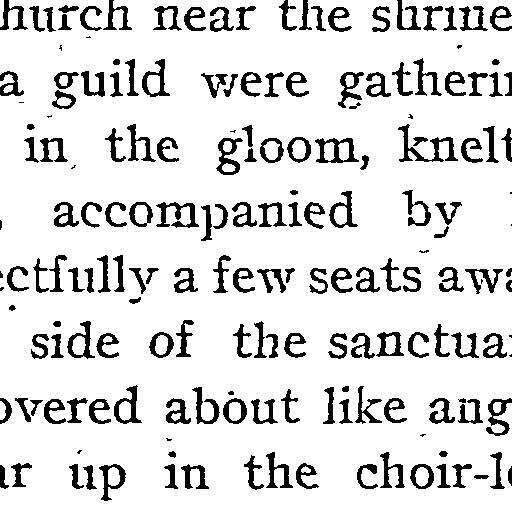 hurch near the shrine
a guild were gatherin
in the gloom, knelt
, accompanied by
ectfully a few seats awa
side of the sanctuar
overed about like ang
ar up in the choir-lo